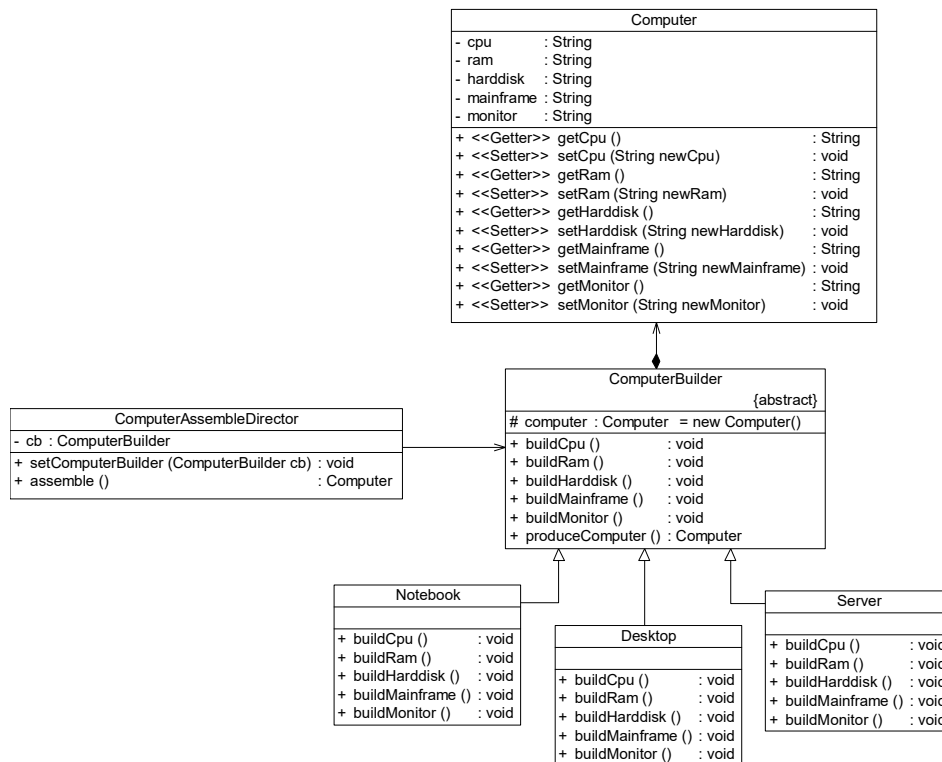 Computer
- cpu : String
- ram : String
- harddisk : String
- mainframe : String
- monitor : String
+ <<Getter>> getCpu () : String
+ <<Setter>> setCpu (String newCpu) : void
+ <<Getter>> getRam () : String
+ <<Setter>> setRam (String newRam) : void
+ <<Getter>> getHarddisk () : String
+ <<Setter>> setHarddisk (String newHarddisk) : void
+ <<Getter>> getMainframe () : String
+ <<Setter>> setMainframe (String newMainframe) : void
+ <<Getter>> getMonitor () : String
+ <<Setter>> setMonitor (String newMonitor) : void
ComputerAssembleDirector
- cb : ComputerBuilder
+ setComputerBuilder (ComputerBuilder cb) : void
+ assemble () : Computer
ComputerBuilder
{abstract}
# computer : Computer = new Computer()
+ buildCpu () : void
+ buildRam () : void
+ buildHarddisk () : void
+ buildMainframe () : void
+ buildMonitor () : void
+ produceComputer () : Computer
Notebook
+ buildCpu () : void
+ buildRam () : void
+ buildHarddisk () : void
+ buildMainframe () : void
+ buildMonitor () : void
Desktop
+ buildCpu () : void
+ buildRam () : void
+ buildHarddisk () : void
+ buildMainframe () : void
+ buildMonitor () : void
Server
+ buildCpu () : void
+ buildRam () : void
+ buildHarddisk () : void
+ buildMainframe () : void
+ buildMonitor () : void